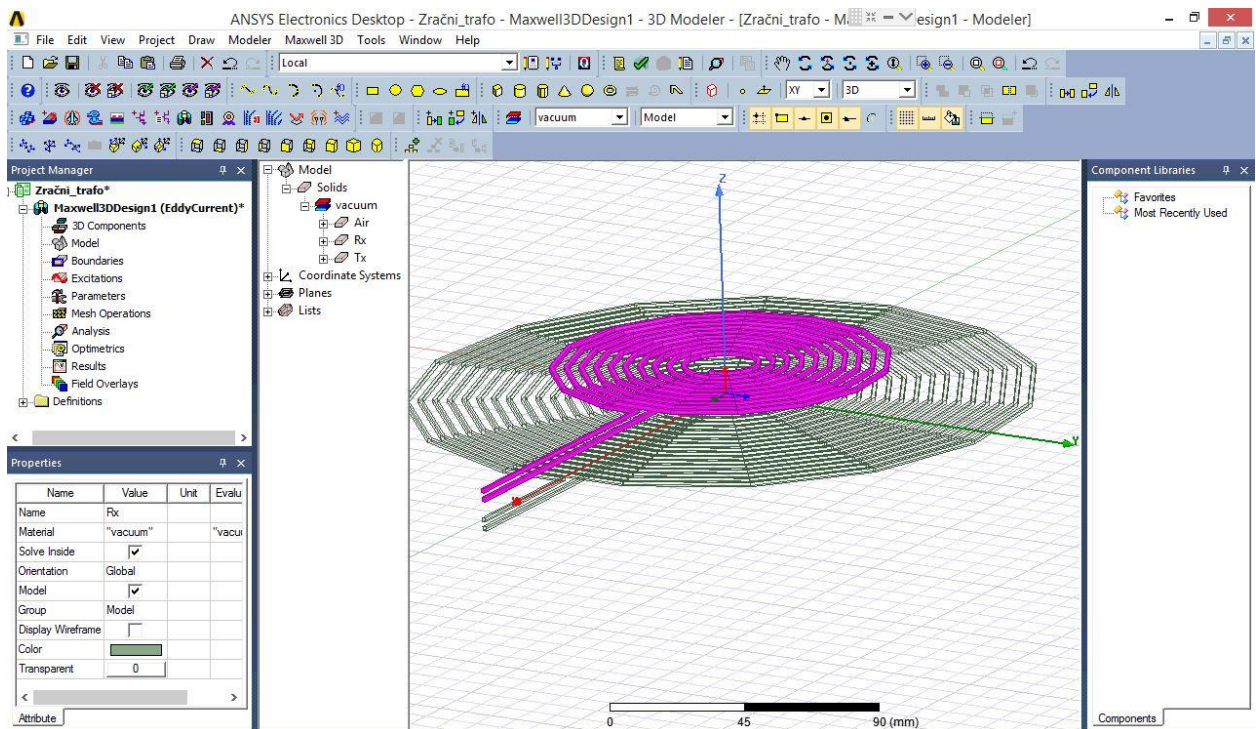 ANSYS Electronics Desktop - Zračni_trafo - Maxwell3DDesign1 - 3D Modeler - [Zračni_trafo - M esign1 - Modeler]
File Edit View Project Draw Modeler Maxwell 3D Tools Window Help
Local
XY 3D
vacuum Model
Project Manager
Zračni_trafo*
Maxwell3DDesign1 (EddyCurrent)*
3D Components
Model
Boundaries
Excitations
Parameters
Mesh Operations
Analysis
Optimetrics
Results
Field Overlays
Definitions
Properties
Name Value Unit Evalu
Name Rx
Material "vacuum" "vacuu
Solve Inside
Orientation Global
Model
Group Model
Display Wireframe
Color
Transparent 0
Attribute
Model
Solids
vacuum
Air
Rx
Tx
Coordinate Systems
Planes
Lists
Z
Y
0 45 90 (mm)
Component Libraries
Favorites
Most Recently Used
Components